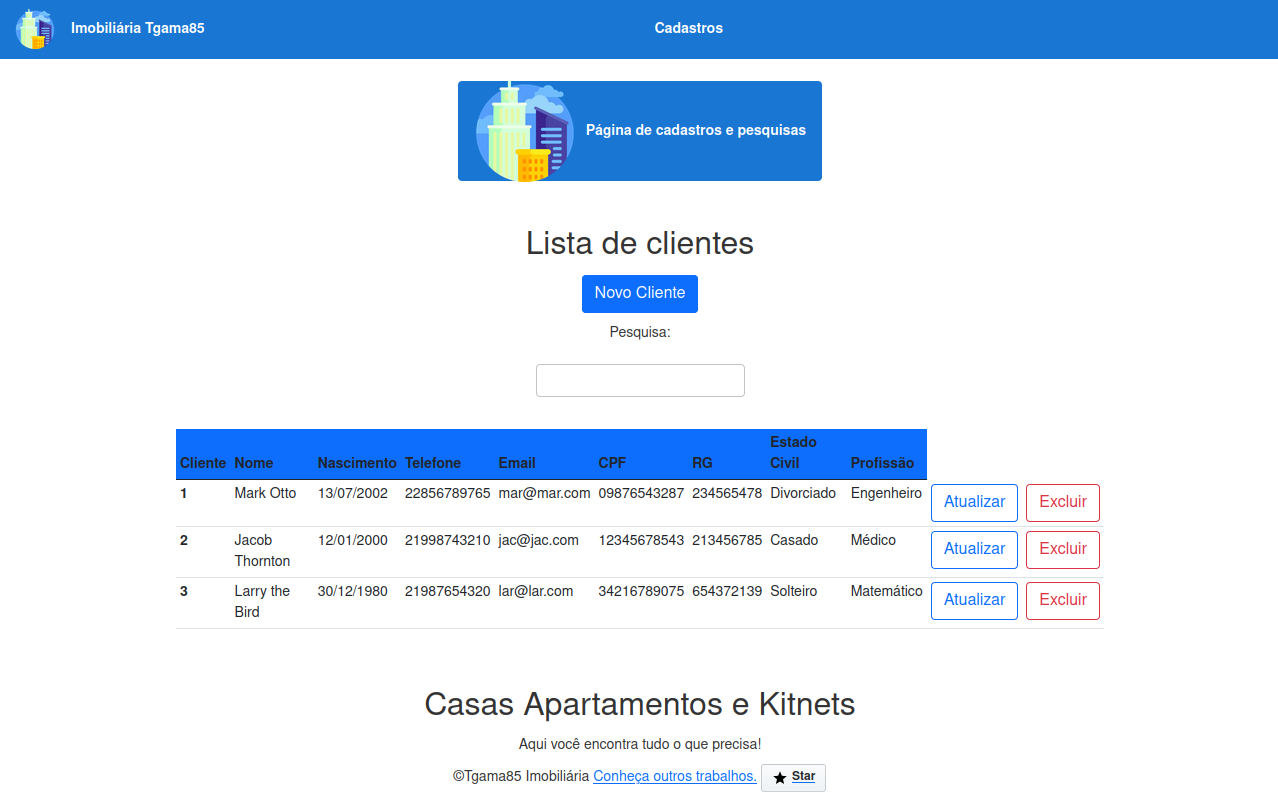 Imobiliária Tgama85 Cadastros
Página de cadastros e pesquisas
Lista de clientes
Novo Cliente
Pesquisa:
Cliente Nome Nascimento Telefone Email CPF RG Estado Civil Profissão
1 Mark Otto 13/07/2002 22856789765 mar@mar.com 09876543287 234565478 Divorciado Engenheiro Atualizar Excluir
2 Jacob Thornton 12/01/2000 21998743210 jac@jac.com 12345678543 213456785 Casado Médico Atualizar Excluir
3 Larry the Bird 30/12/1980 21987654320 lar@lar.com 34216789075 654372139 Solteiro Matemático Atualizar Excluir
Casas Apartamentos e Kitnets
Aqui você encontra tudo o que precisa!
©Tgama85 Imobiliária Conheça outros trabalhos. Star